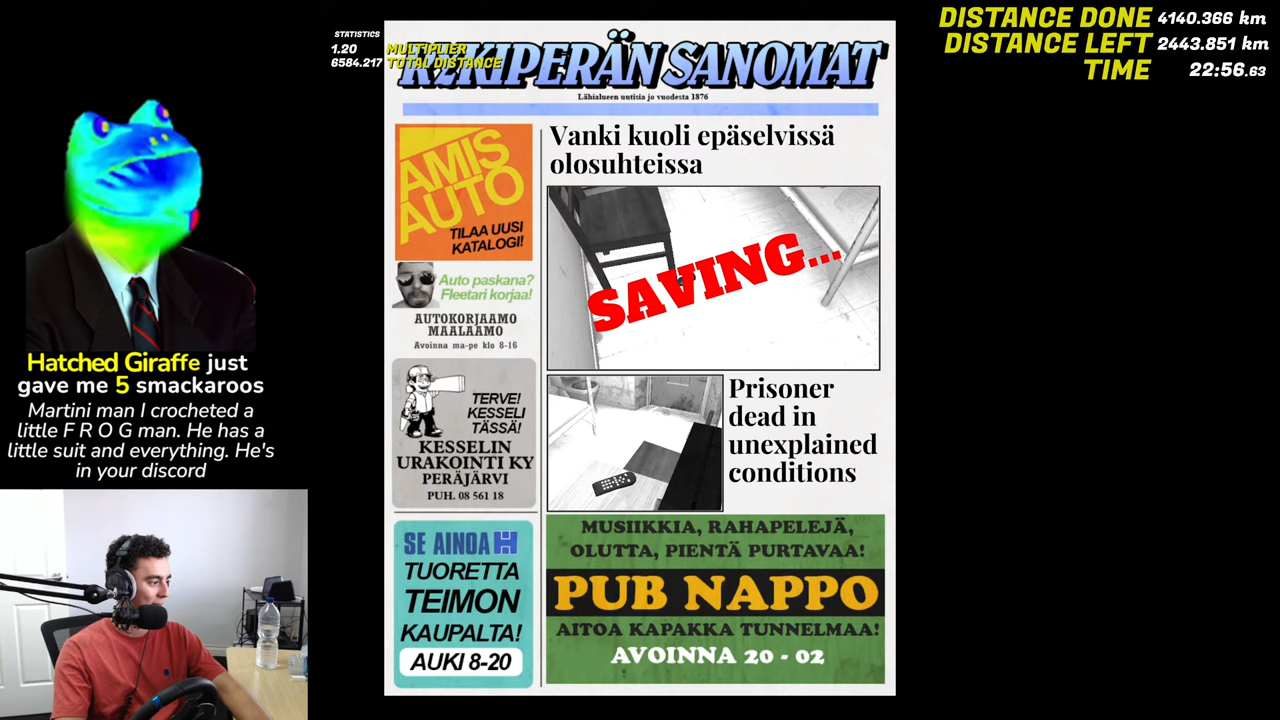 DISTANCE DONE 4140.366 km
DISTANCE LEFT 2443.851 km
TIME 22:56.63
STATISTICS
1.20 MULTIPLIER
6584.217 TOTAL DISTANCE
SANOMAT
Lähialueen uutisia jo vuodesta 1876
AMIS
AUTO
TILAA UUSI
KATALOGI!
Auto paskana?
Fleetari korjaa!
AUTOKORJAAMO
MAALAAMO
Avoinna ma-pe klo 8-16
TERVE!
KESSELI
TÄSSÄ!
KESSELIN
URAKOINTI KY
PERÄJÄRVI
PUH. 08 561 18
SE AINOA
TUORETTA
TEIMON
KAUPALTA!
AUKI 8-20
Vanki kuoli epäselvissä
olosuhteissa
SAVING...
Prisoner
dead in
unexplained
conditions
MUSIIKKIA, RAHAPELEJÄ,
OLUTTA, PIENTÄ PURTAVAA!
PUB NAPPO
AITOA KAPAKKA TUNNELMAA!
AVOINNA 20 - 02
Hatched Giraffe just
gave me 5 smackaroos
Martini man I crocheted a
little F R O G man. He has a
little suit and everything. He's
in your discord